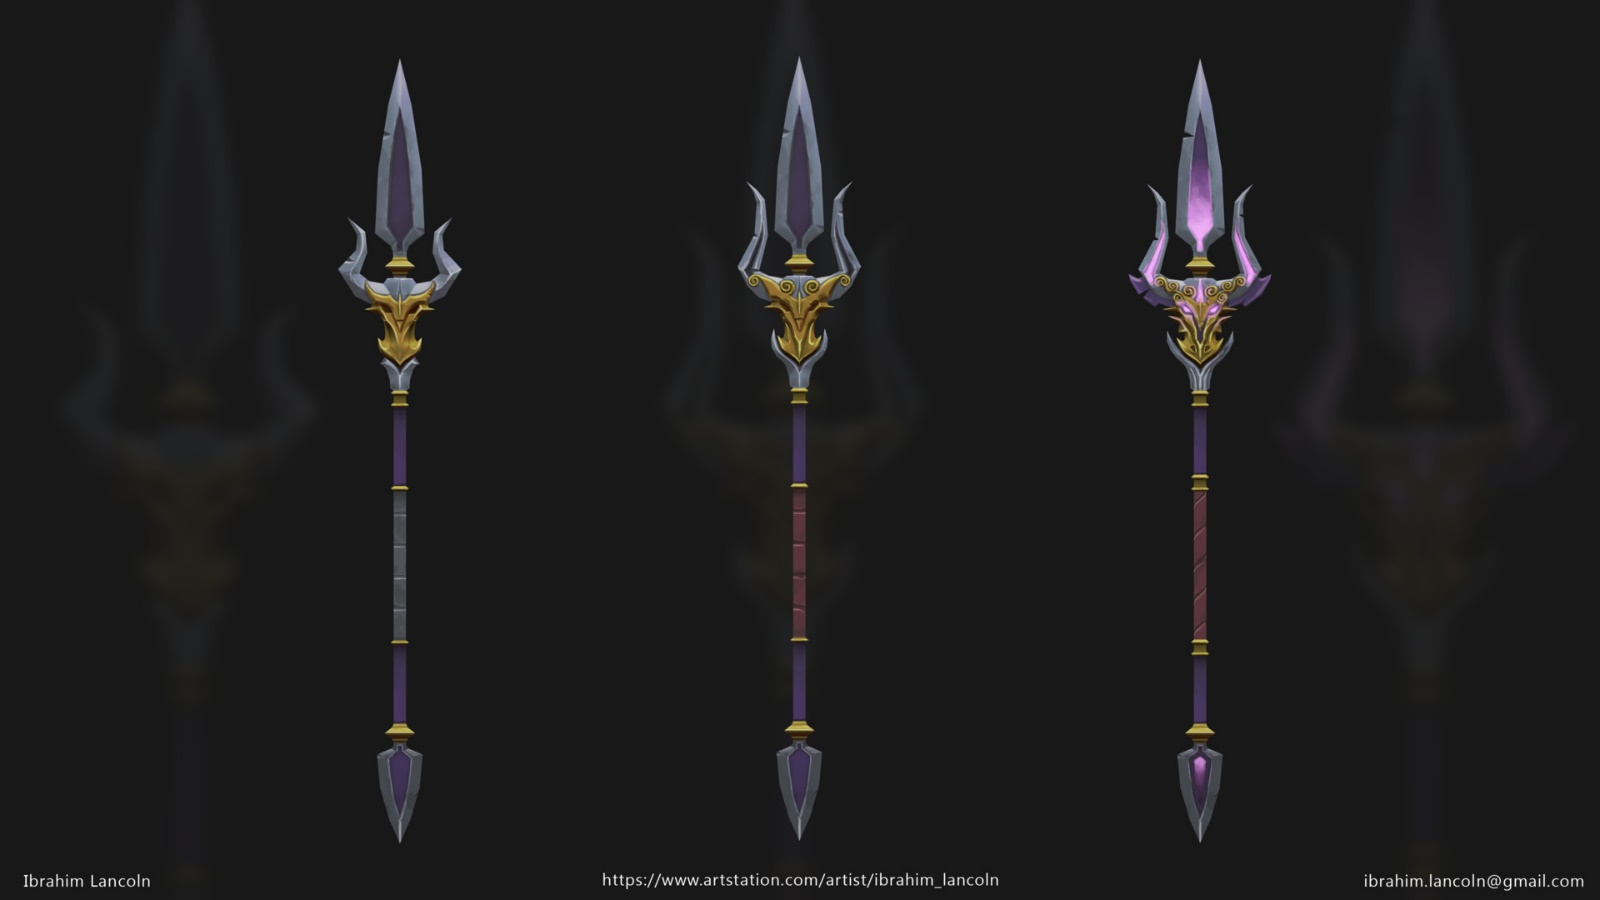 Ibrahim Lancoln
https://www.artstation.com/artist/ibrahim_lancoln
ibrahim.lancoln@gmail.com